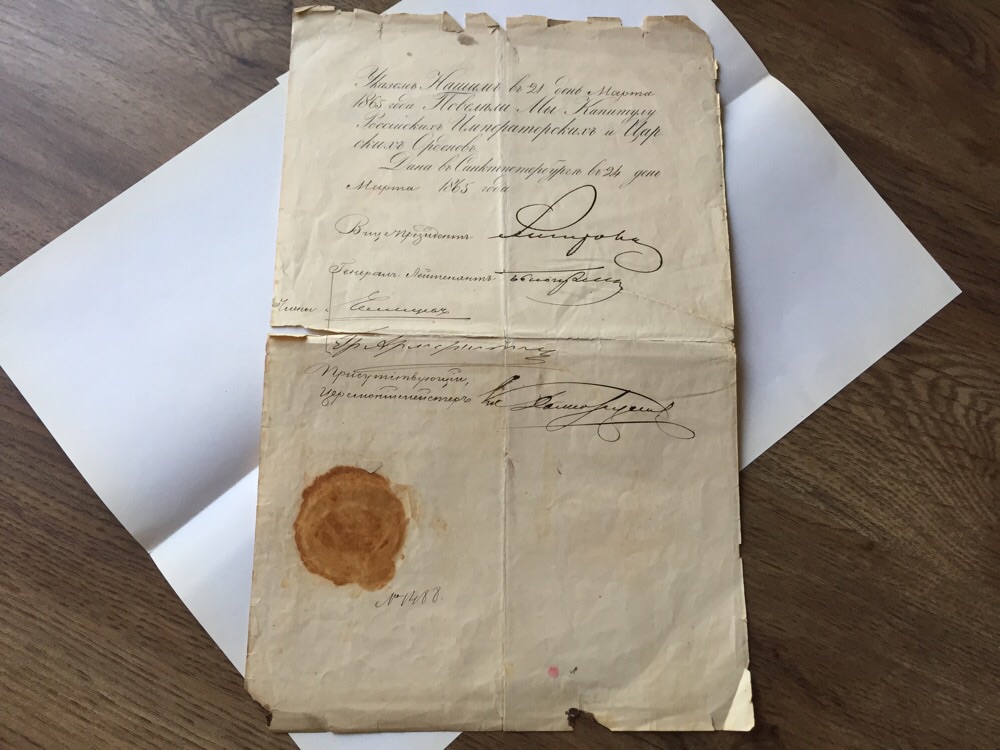 Указомъ Нашимъ въ 21 день Марта
1865 года Повелѣли Мы Капитулу
Россійскихъ Императорскихъ и Цар
скихъ Орденовъ
Дана въ Санктпетербургѣ въ 24 день
Марта 1865 года
Вице Президентъ
Генералъ Лейтенантъ
Члены
Присутствующій,
Церемоніймейстеръ Кн.
№ 1488.